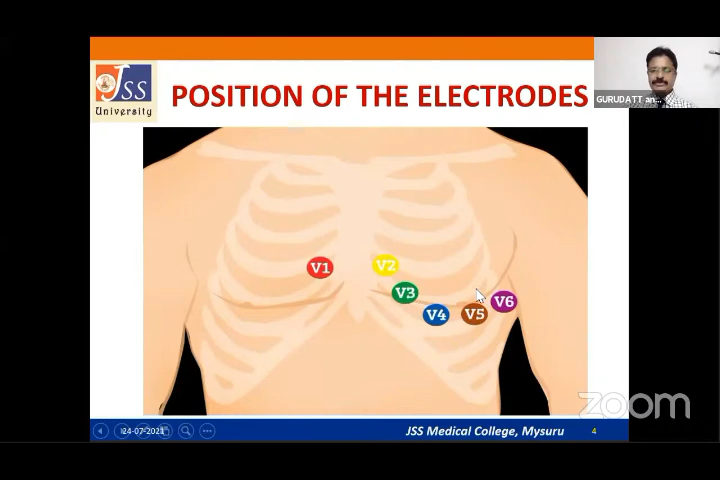 JSS
University
POSITION OF THE ELECTRODES
GURUDATT an...
V1
V2
V3
V4
V5
V6
zoom
24-07-2021
JSS Medical College, Mysuru
4